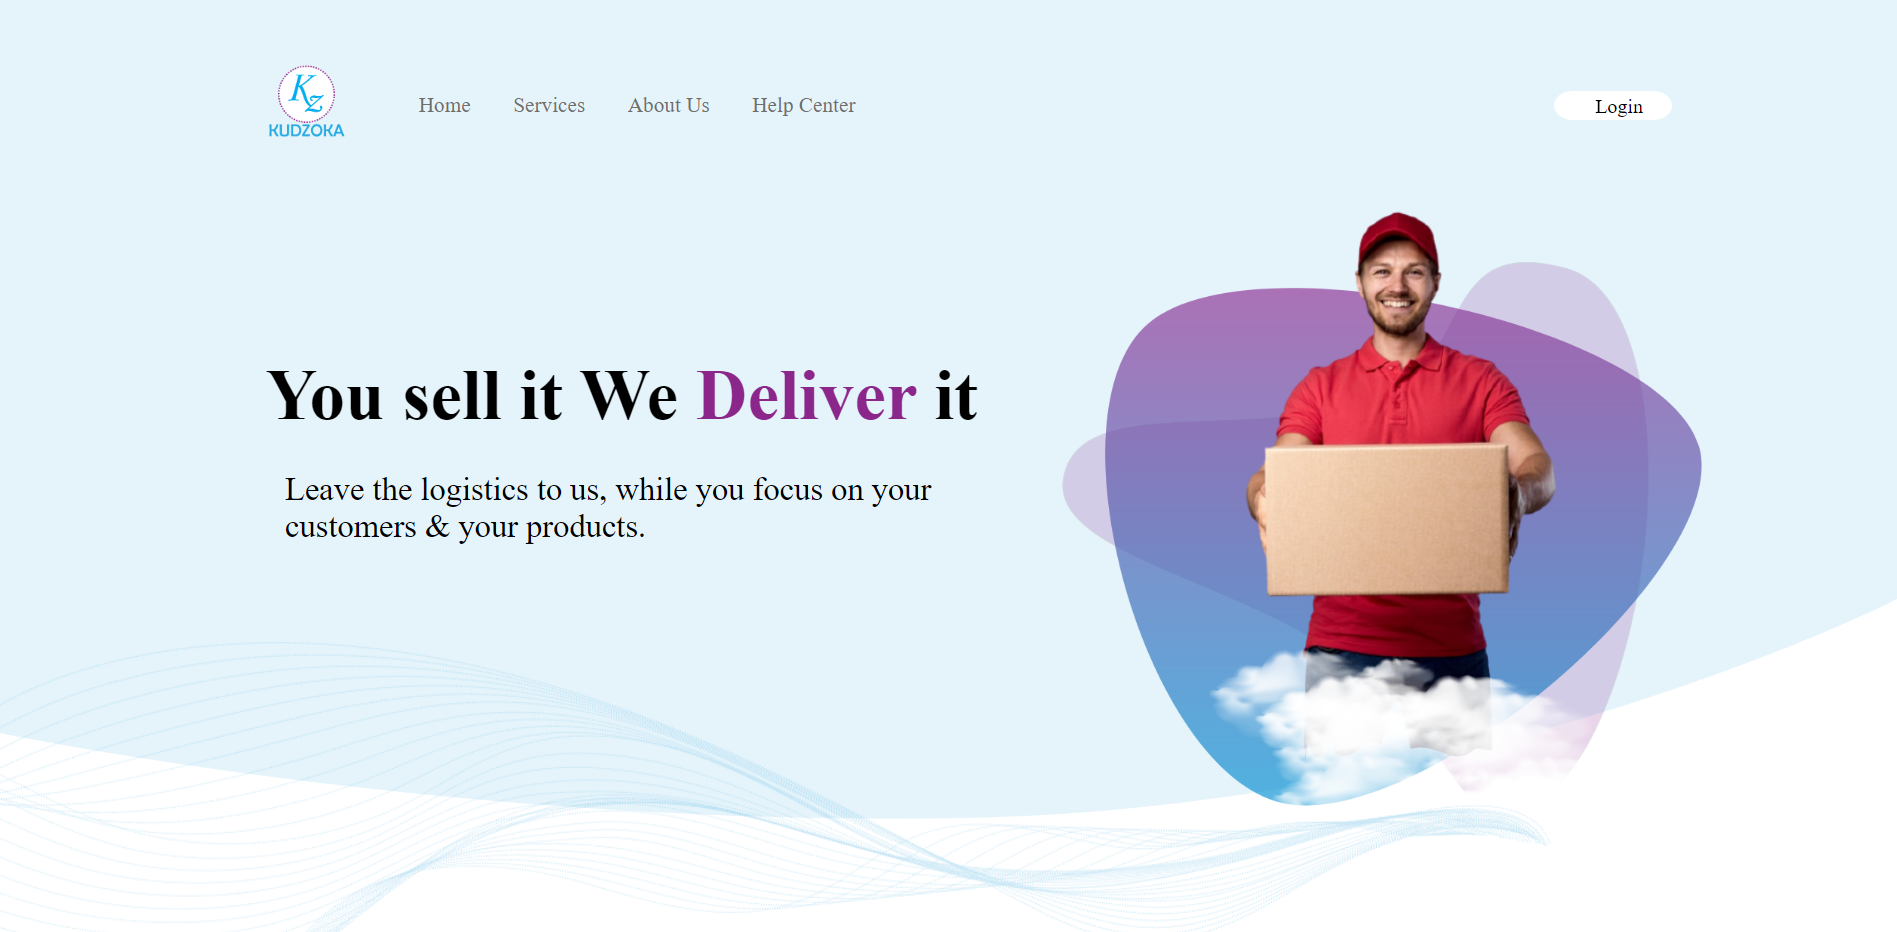 Kz
KUDZOKA
Home Services About Us Help Center
Login
You sell it We Deliver it
Leave the logistics to us, while you focus on your
customers & your products.